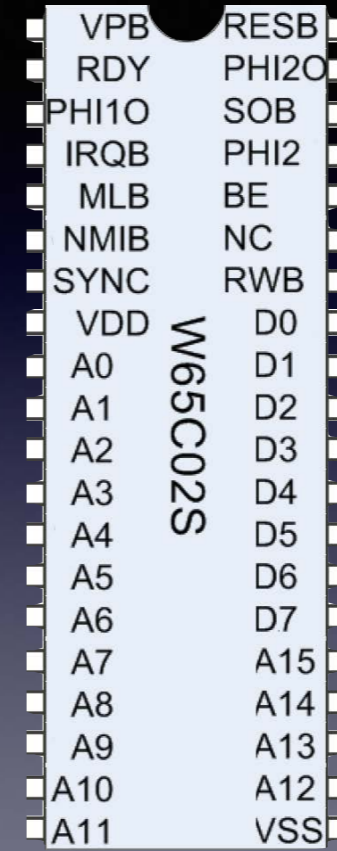 VPB RESB
RDY PHI2O
PHI1O SOB
IRQB PHI2
MLB BE
NMIB NC
SYNC RWB
VDD D0
A0 D1
A1 D2
A2 D3
A3 D4
A4 D5
A5 D6
A6 D7
A7 A15
A8 A14
A9 A13
A10 A12
A11 VSS
W65C02S